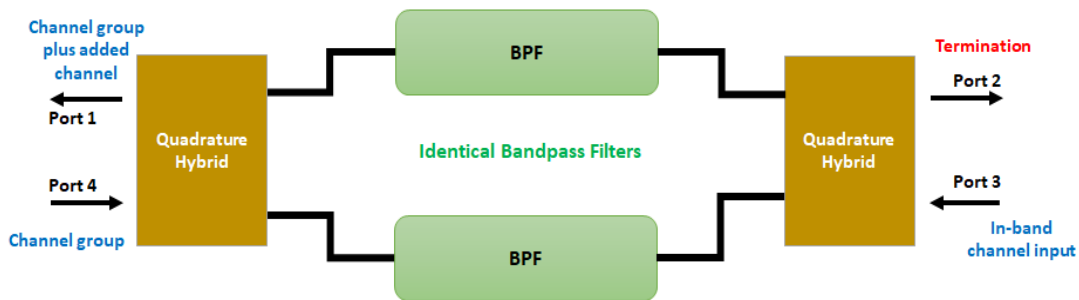 Channel group
plus added
channel
Port 1
Port 4
Channel group
Quadrature
Hybrid
BPF
Identical Bandpass Filters
BPF
Quadrature
Hybrid
Termination
Port 2
Port 3
In-band
channel input